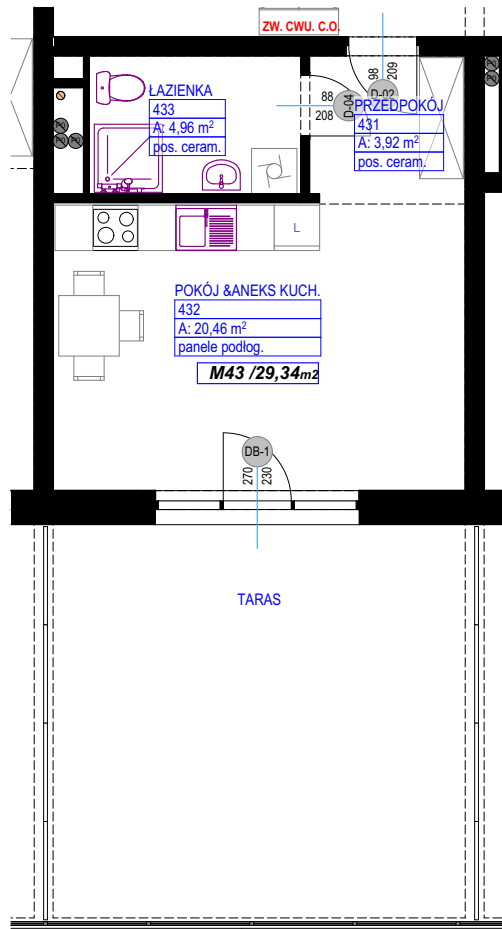 ZW. CWU. C.O.
ŁAZIENKA
433
A: 4,96 m²
pos. ceram.
88
208
D-04
98
209
D-02
PRZEDPOKÓJ
431
A: 3,92 m²
pos. ceram.
L
POKÓJ &ANEKS KUCH.
432
A: 20,46 m²
panele podłog.
M43 /29,34m2
DB-1
270
230
TARAS